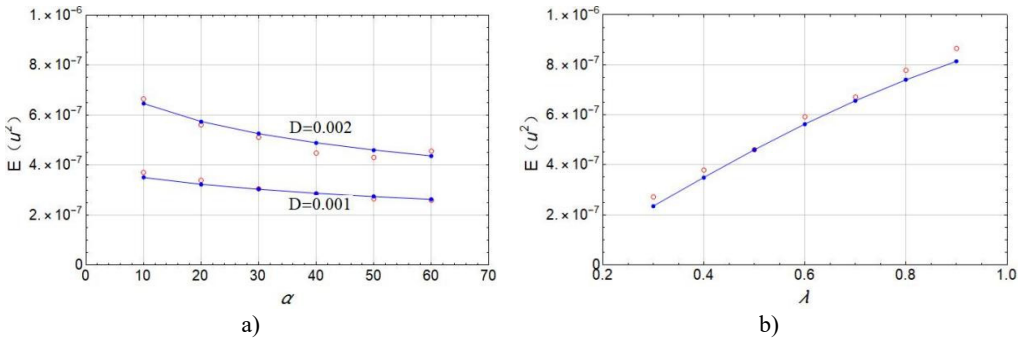 1.×10⁻⁶
8.×10⁻⁷
6.×10⁻⁷
4.×10⁻⁷
2.×10⁻⁷
0
E (u²)
D=0.002
D=0.001
0 10 20 30 40 50 60 70
α
a)
1.×10⁻⁶
8.×10⁻⁷
6.×10⁻⁷
4.×10⁻⁷
2.×10⁻⁷
0
E (u²)
0.2 0.4 0.6 0.8 1.0
λ
b)